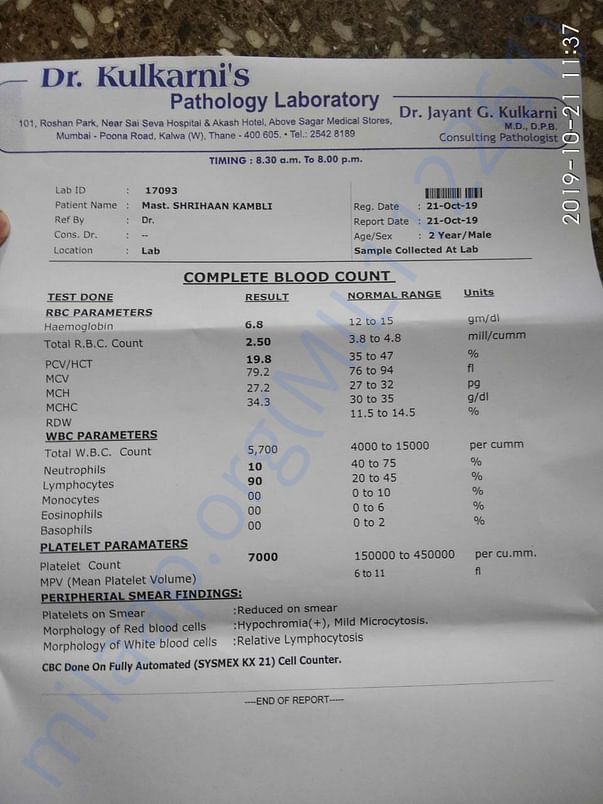 Dr. Kulkarni's
Pathology Laboratory
Dr. Jayant G. Kulkarni
M.D., D.P.B.
Consulting Pathologist
101, Roshan Park, Near Sai Seva Hospital & Akash Hotel, Above Sagar Medical Stores,
Mumbai - Poona Road, Kalwa (W), Thane - 400 605. • Tel.: 2542 8189
2019-10-21 11:37
TIMING : 8.30 a.m. To 8.00 p.m.
Lab ID : 17093
Patient Name : Mast. SHRIHAAN KAMBLI Reg. Date : 21-Oct-19
Ref By : Dr. Report Date : 21-Oct-19
Cons. Dr. : -- Age/Sex : 2 Year/Male
Location : Lab Sample Collected At Lab
COMPLETE BLOOD COUNT
TEST DONE RESULT NORMAL RANGE Units
RBC PARAMETERS
Haemoglobin 6.8 12 to 15 gm/dl
Total R.B.C. Count 2.50 3.8 to 4.8 mill/cumm
PCV/HCT 19.8 35 to 47 %
MCV 79.2 76 to 94 fl
MCH 27.2 27 to 32 pg
MCHC 34.3 30 to 35 g/dl
RDW 11.5 to 14.5 %
WBC PARAMETERS
Total W.B.C. Count 5,700 4000 to 15000 per cumm
Neutrophils 10 40 to 75 %
Lymphocytes 90 20 to 45 %
Monocytes 00 0 to 10 %
Eosinophils 00 0 to 6 %
Basophils 00 0 to 2 %
PLATELET PARAMATERS
Platelet Count 7000 150000 to 450000 per cu.mm.
MPV (Mean Platelet Volume) 6 to 11 fl
PERIPHERIAL SMEAR FINDINGS:
Platelets on Smear :Reduced on smear
Morphology of Red blood cells :Hypochromia(+), Mild Microcytosis.
Morphology of White blood cells :Relative Lymphocytosis
CBC Done On Fully Automated (SYSMEX KX 21) Cell Counter.
----END OF REPORT-----